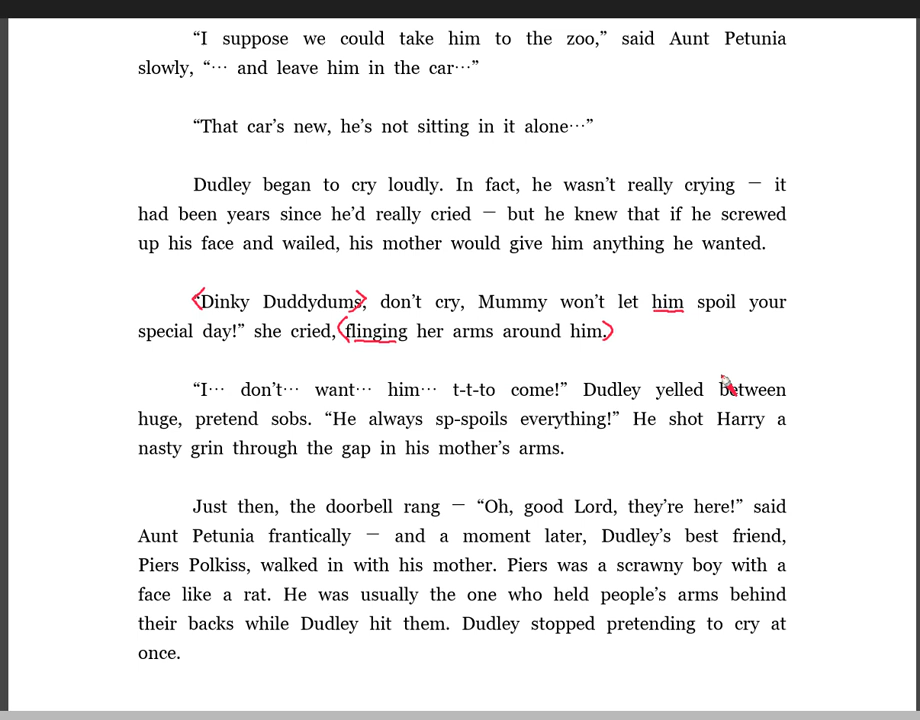 “I suppose we could take him to the zoo,” said Aunt Petunia
slowly, “··· and leave him in the car···”
“That car’s new, he’s not sitting in it alone···”
Dudley began to cry loudly. In fact, he wasn’t really crying — it
had been years since he’d really cried — but he knew that if he screwed
up his face and wailed, his mother would give him anything he wanted.
“Dinky Duddydums, don’t cry, Mummy won’t let him spoil your
special day!” she cried, flinging her arms around him.
“I··· don’t··· want··· him··· t-t-to come!” Dudley yelled between
huge, pretend sobs. “He always sp-spoils everything!” He shot Harry a
nasty grin through the gap in his mother’s arms.
Just then, the doorbell rang — “Oh, good Lord, they’re here!” said
Aunt Petunia frantically — and a moment later, Dudley’s best friend,
Piers Polkiss, walked in with his mother. Piers was a scrawny boy with a
face like a rat. He was usually the one who held people’s arms behind
their backs while Dudley hit them. Dudley stopped pretending to cry at
once.